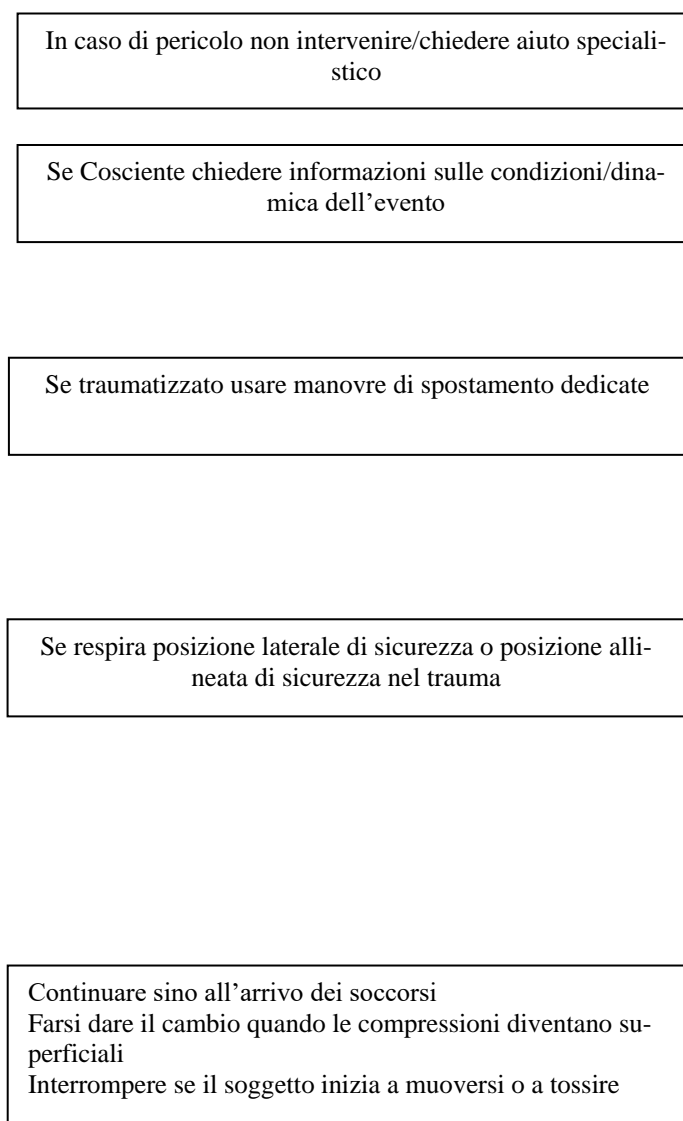 In caso di pericolo non intervenire/chiedere aiuto speciali-
stico
Se Cosciente chiedere informazioni sulle condizioni/dina-
mica dell’evento
Se traumatizzato usare manovre di spostamento dedicate
Se respira posizione laterale di sicurezza o posizione alli-
neata di sicurezza nel trauma
Continuare sino all’arrivo dei soccorsi
Farsi dare il cambio quando le compressioni diventano su-
perficiali
Interrompere se il soggetto inizia a muoversi o a tossire